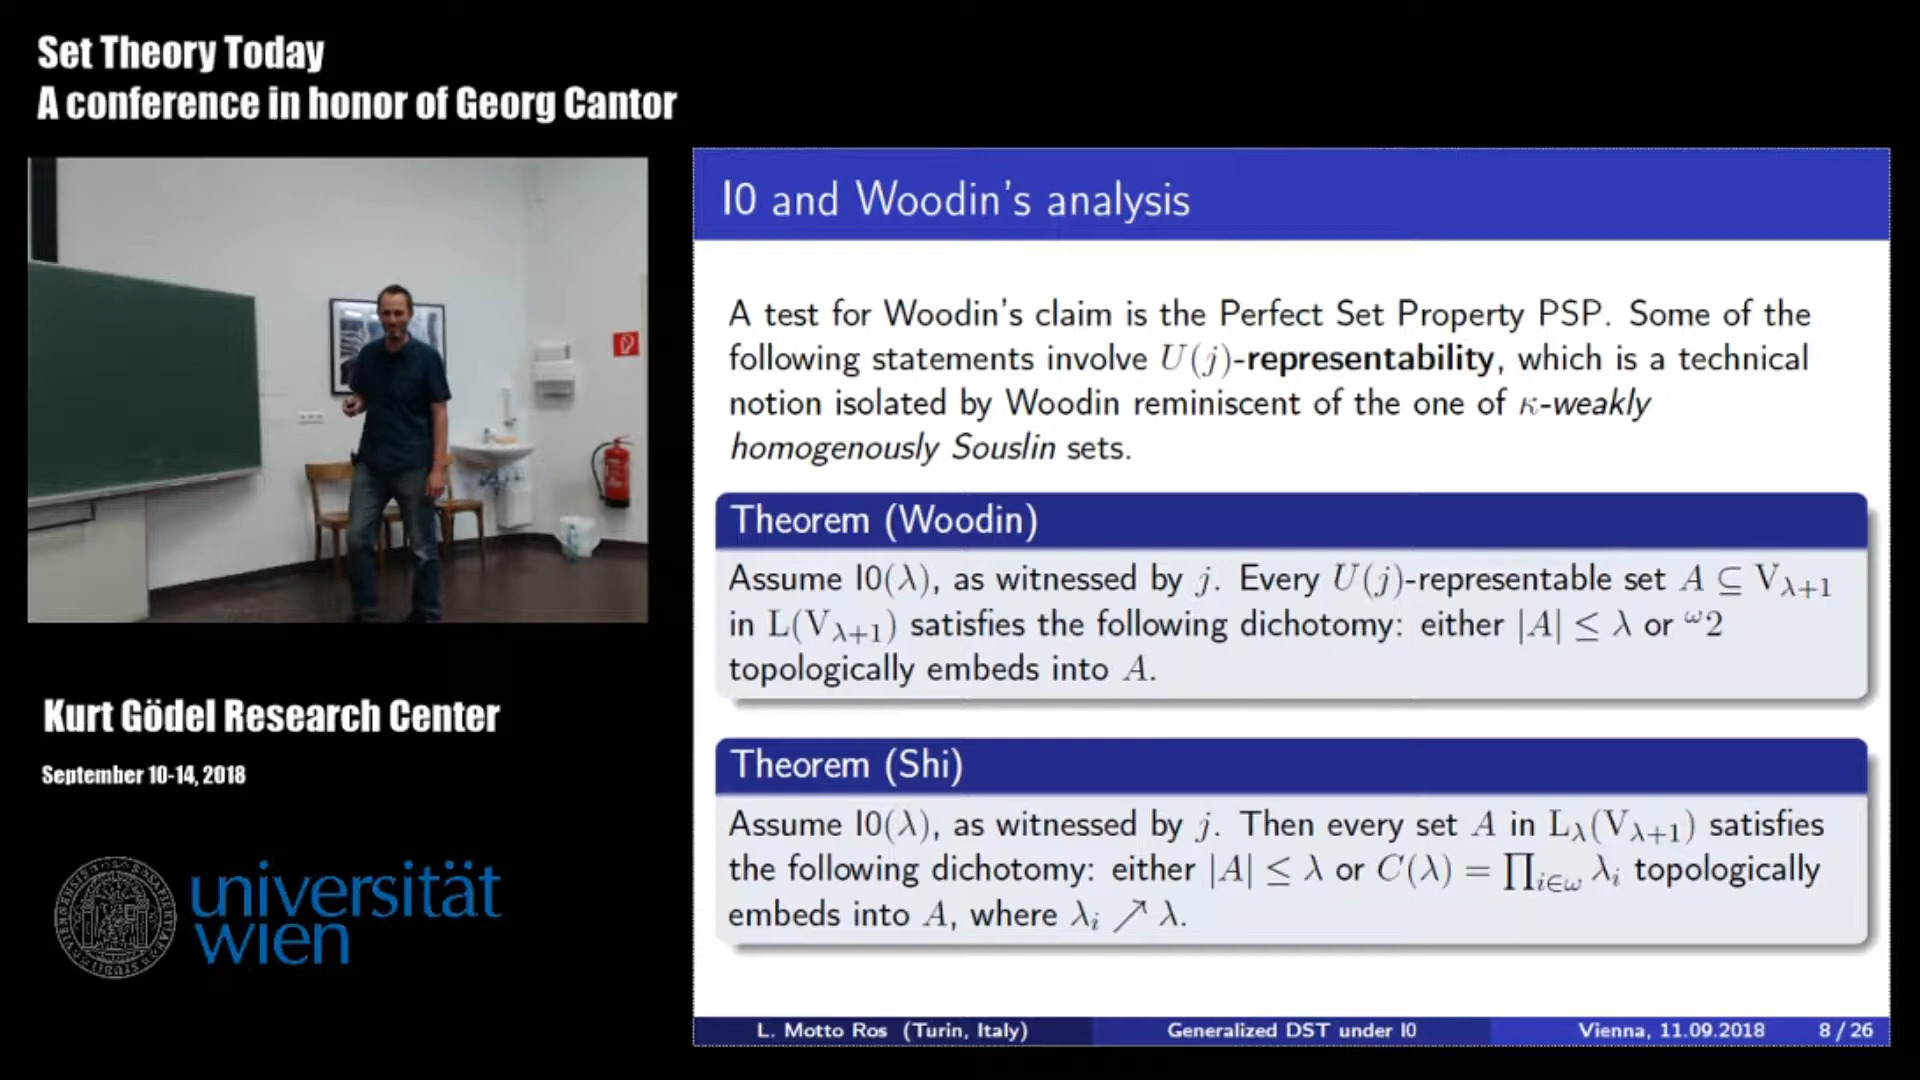 Set Theory Today
A conference in honor of Georg Cantor
I0 and Woodin's analysis
A test for Woodin's claim is the Perfect Set Property PSP. Some of the
following statements involve U(j)-representability, which is a technical
notion isolated by Woodin reminiscent of the one of κ-weakly
homogenously Souslin sets.
Theorem (Woodin)
Assume I0(λ), as witnessed by j. Every U(j)-representable set A ⊆ V_{λ+1}
in L(V_{λ+1}) satisfies the following dichotomy: either |A| ≤ λ or ^ω2
topologically embeds into A.
Theorem (Shi)
Assume I0(λ), as witnessed by j. Then every set A in L_λ(V_{λ+1}) satisfies
the following dichotomy: either |A| ≤ λ or C(λ) = ∏_{i∈ω} λ_i topologically
embeds into A, where λ_i ↗ λ.
L. Motto Ros (Turin, Italy)
Generalized DST under I0
Vienna, 11.09.2018
8 / 26
Kurt Gödel Research Center
September 10-14, 2018
universität
wien